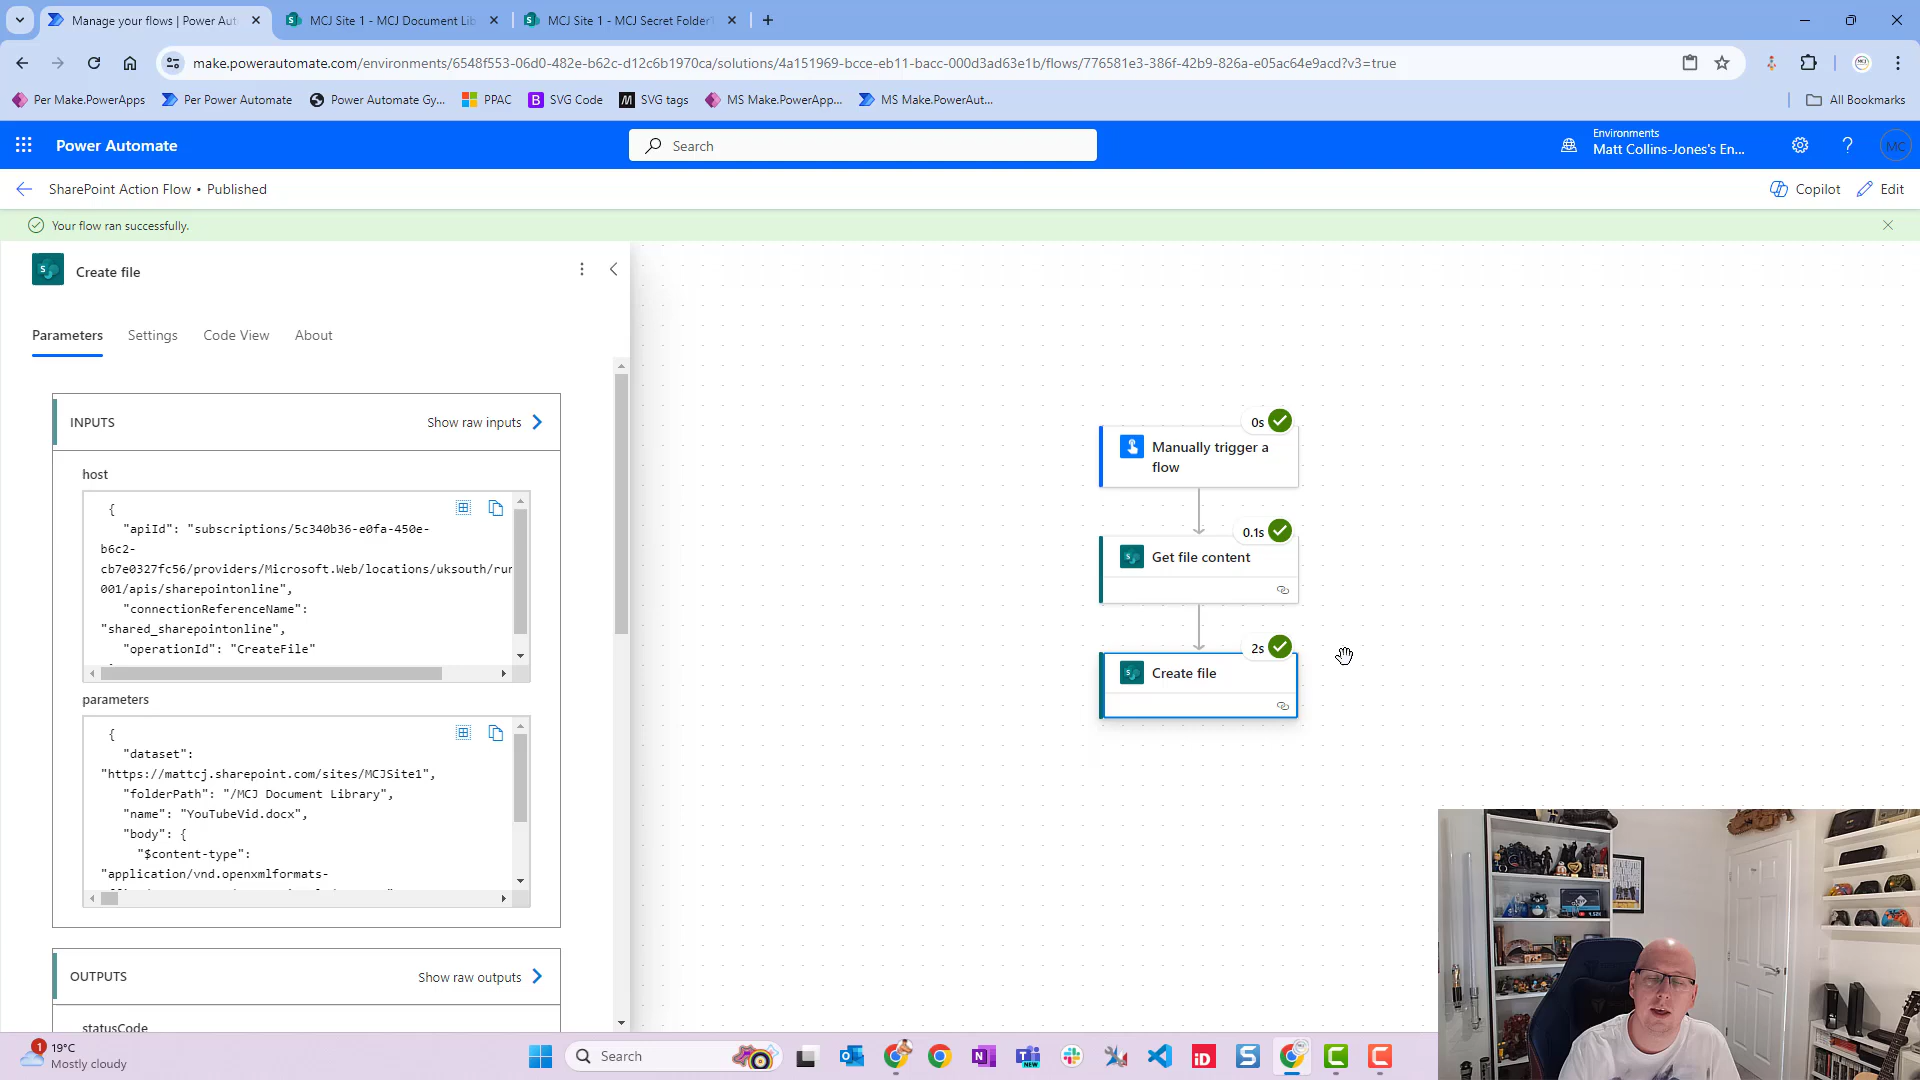 Manage your flows | Power Aut
MCJ Site 1 - MCJ Document Lib
MCJ Site 1 - MCJ Secret Folder
make.powerautomate.com/environments/6548f553-06d0-482e-b62c-d12c6b1970ca/solutions/4a151969-bcce-eb11-bacc-000d3ad63e1b/flows/776581e3-386f-42b9-826a-e05ac64e9acd?v3=true
Per Make.PowerApps
Per Power Automate
Power Automate Gy...
PPAC
SVG Code
SVG tags
MS Make.PowerApp...
MS Make.PowerAut...
All Bookmarks
Power Automate
Search
Environments
Matt Collins-Jones's En...
MC
SharePoint Action Flow • Published
Copilot
Edit
Your flow ran successfully.
Create file
Parameters
Settings
Code View
About
INPUTS
Show raw inputs
host
{
"apiId": "subscriptions/5c340b36-e0fa-450e-
b6c2-
cb7e0327fc56/providers/Microsoft.Web/locations/uksouth/rur
001/apis/sharepointonline",
"connectionReferenceName":
"shared_sharepointonline",
"operationId": "CreateFile"
parameters
{
"dataset":
"https://mattcj.sharepoint.com/sites/MCJSite1",
"folderPath": "/MCJ Document Library",
"name": "YouTubeVid.docx",
"body": {
"$content-type":
"application/vnd.openxmlformats-
OUTPUTS
Show raw outputs
statusCode
0s
Manually trigger a
flow
0.1s
Get file content
2s
Create file
1
19°C
Mostly cloudy
Search
NEW